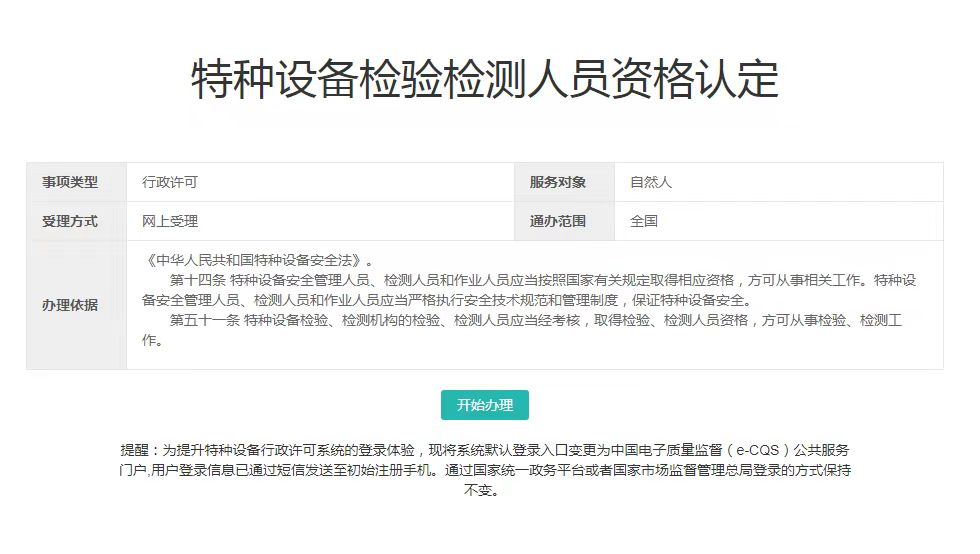 特种设备检验检测人员资格认定
事项类型 行政许可 服务对象 自然人
受理方式 网上受理 通办范围 全国
办理依据
《中华人民共和国特种设备安全法》。
第十四条 特种设备安全管理人员、检测人员和作业人员应当按照国家有关规定取得相应资格，方可从事相关工作。特种设
备安全管理人员、检测人员和作业人员应当严格执行安全技术规范和管理制度，保证特种设备安全。
第五十一条 特种设备检验、检测机构的检验、检测人员应当经考核，取得检验、检测人员资格，方可从事检验、检测工
作。
开始办理
提醒：为提升特种设备行政许可系统的登录体验，现将系统默认登录入口变更为中国电子质量监督（e-CQS）公共服务
门户,用户登录信息已通过短信发送至初始注册手机。通过国家统一政务平台或者国家市场监督管理总局登录的方式保持
不变。